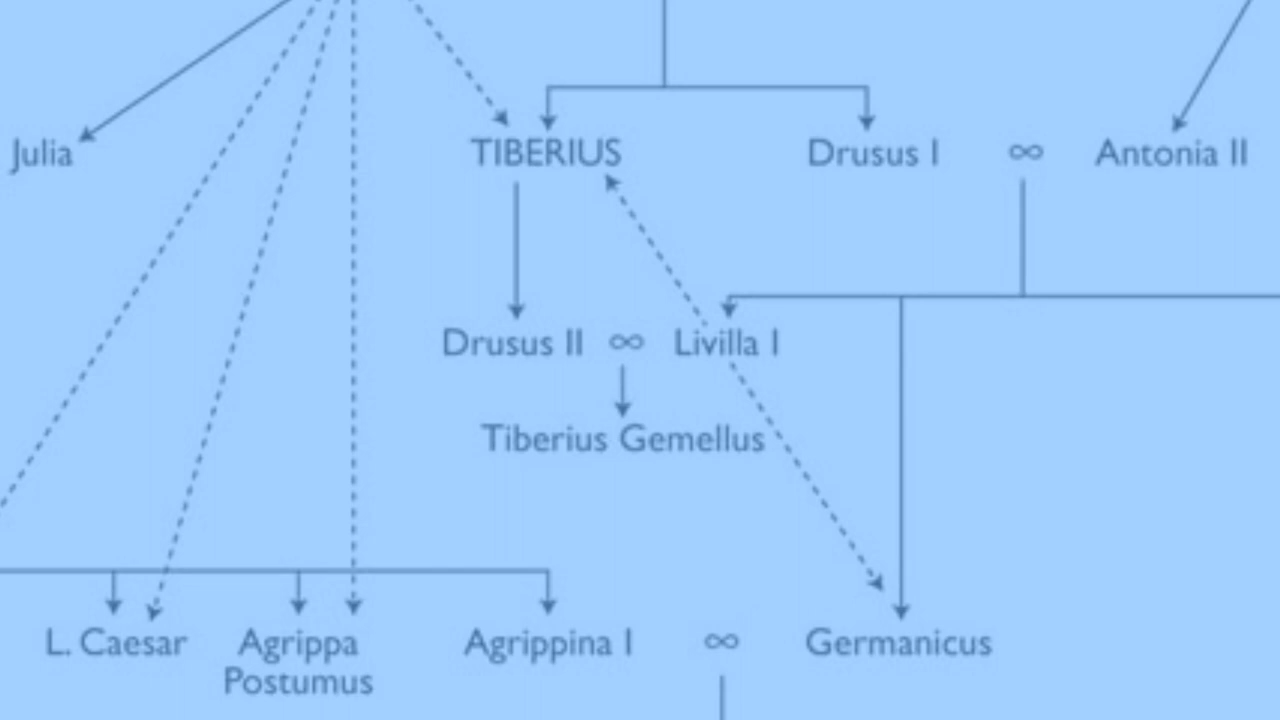 Julia
TIBERIUS
Drusus I
∞
Antonia II
Drusus II
∞
Livilla I
Tiberius Gemellus
L. Caesar
Agrippa
Postumus
Agrippina I
∞
Germanicus